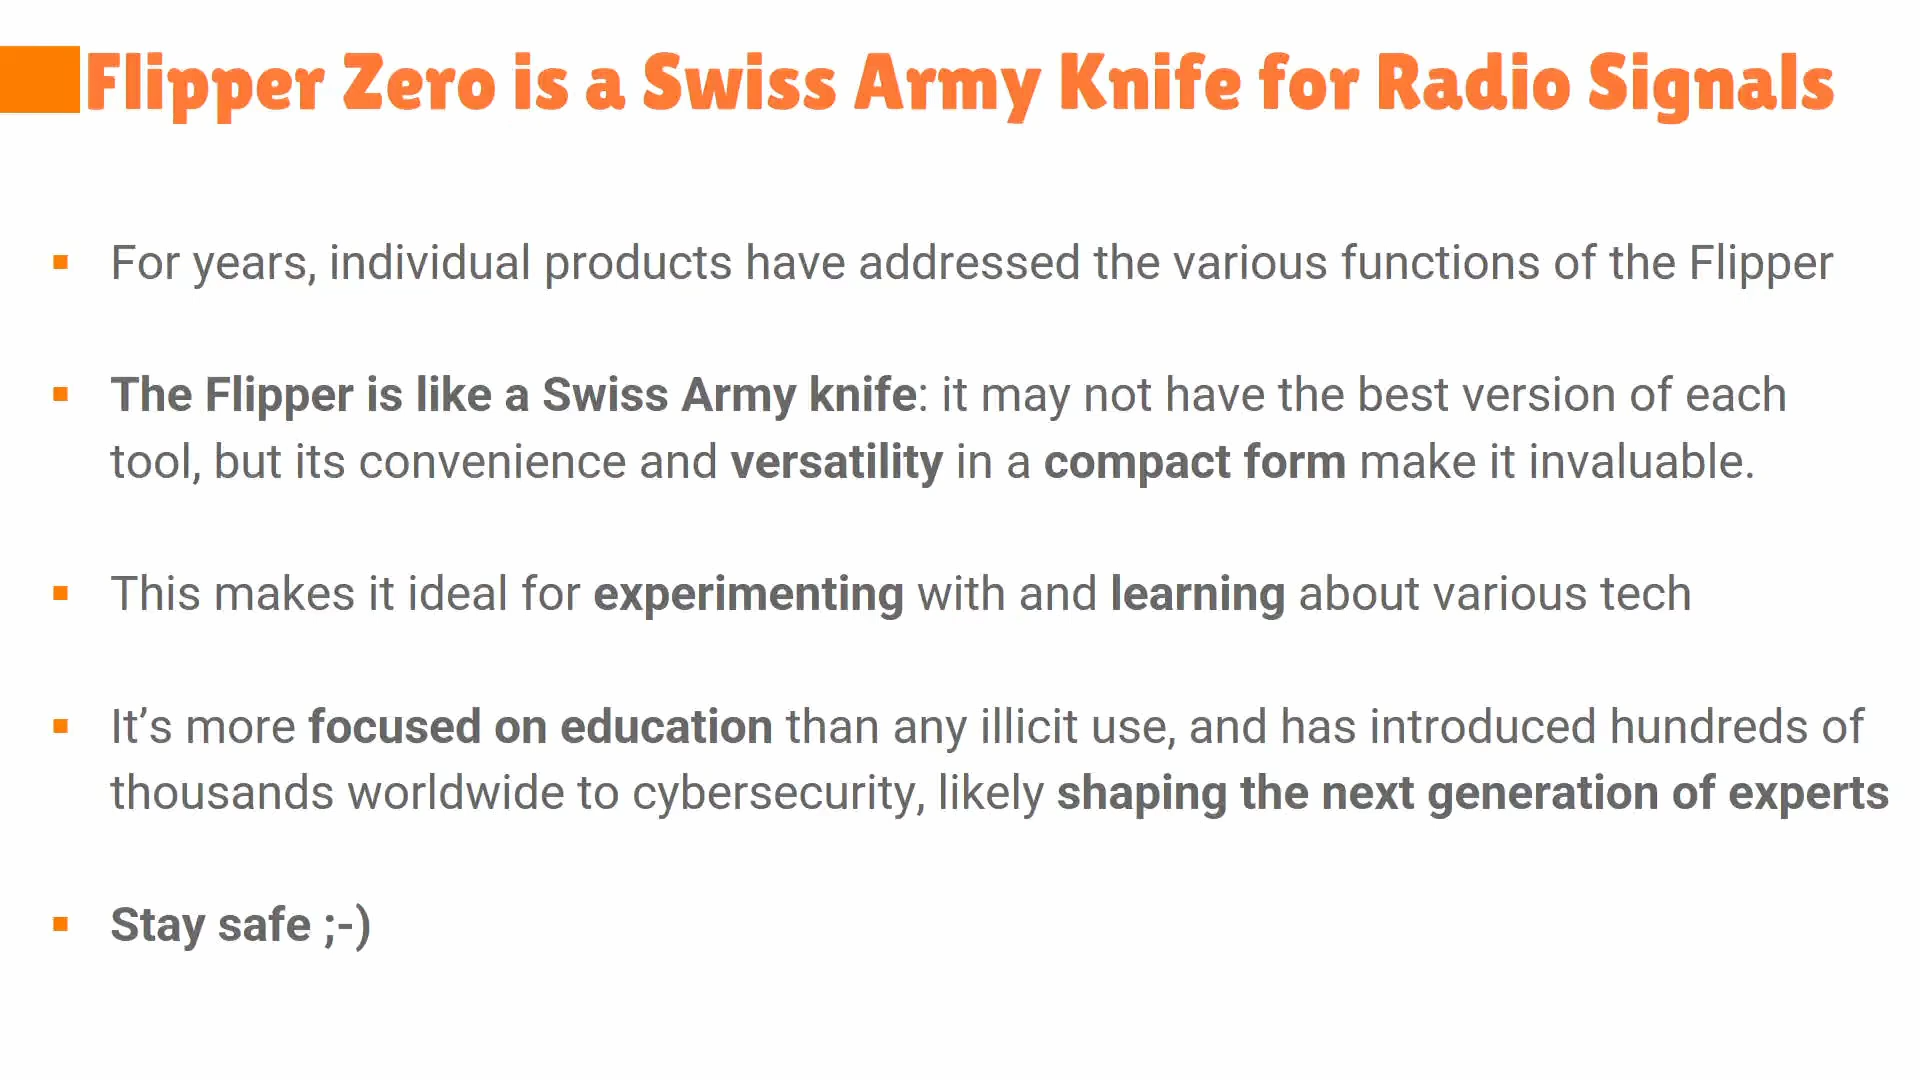 Flipper Zero is a Swiss Army Knife for Radio Signals
▪ For years, individual products have addressed the various functions of the Flipper
▪ The Flipper is like a Swiss Army knife: it may not have the best version of each
tool, but its convenience and versatility in a compact form make it invaluable.
▪ This makes it ideal for experimenting with and learning about various tech
▪ It’s more focused on education than any illicit use, and has introduced hundreds of
thousands worldwide to cybersecurity, likely shaping the next generation of experts
▪ Stay safe ;-)